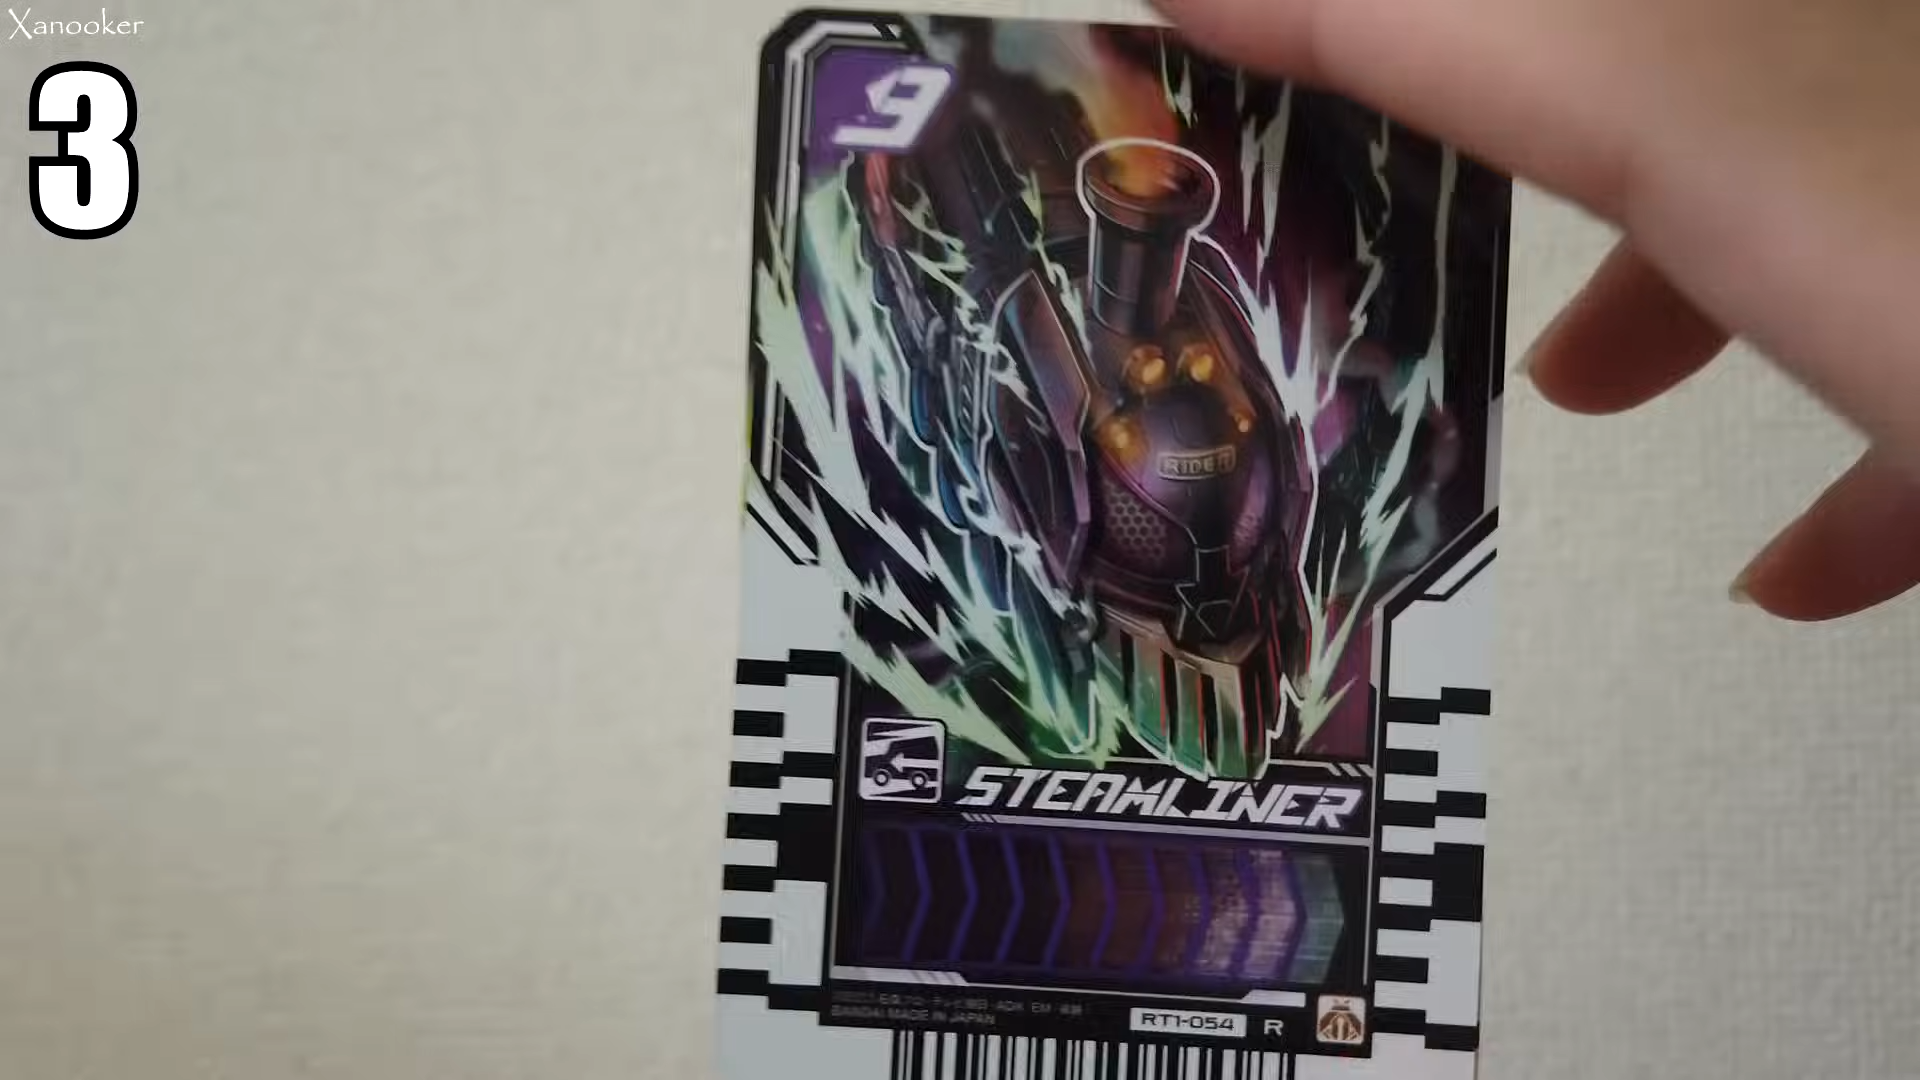 Xanooker
3
9
RIDER
STEAMLINER
BANDAI MADE IN JAPAN
RT1-054 R